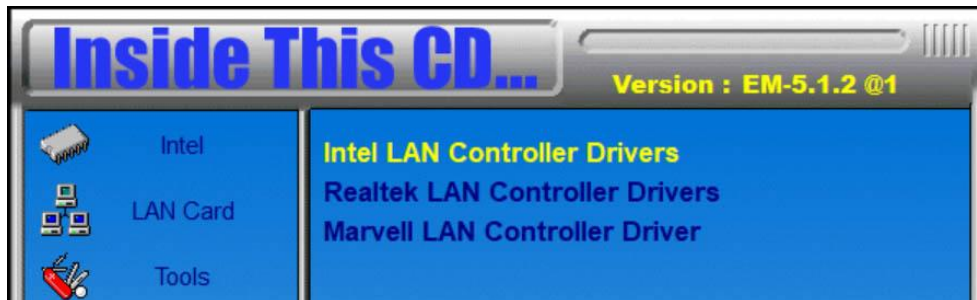 Inside This CD...
Version : EM-5.1.2 @1
Intel
LAN Card
Tools
Intel LAN Controller Drivers
Realtek LAN Controller Drivers
Marvell LAN Controller Driver